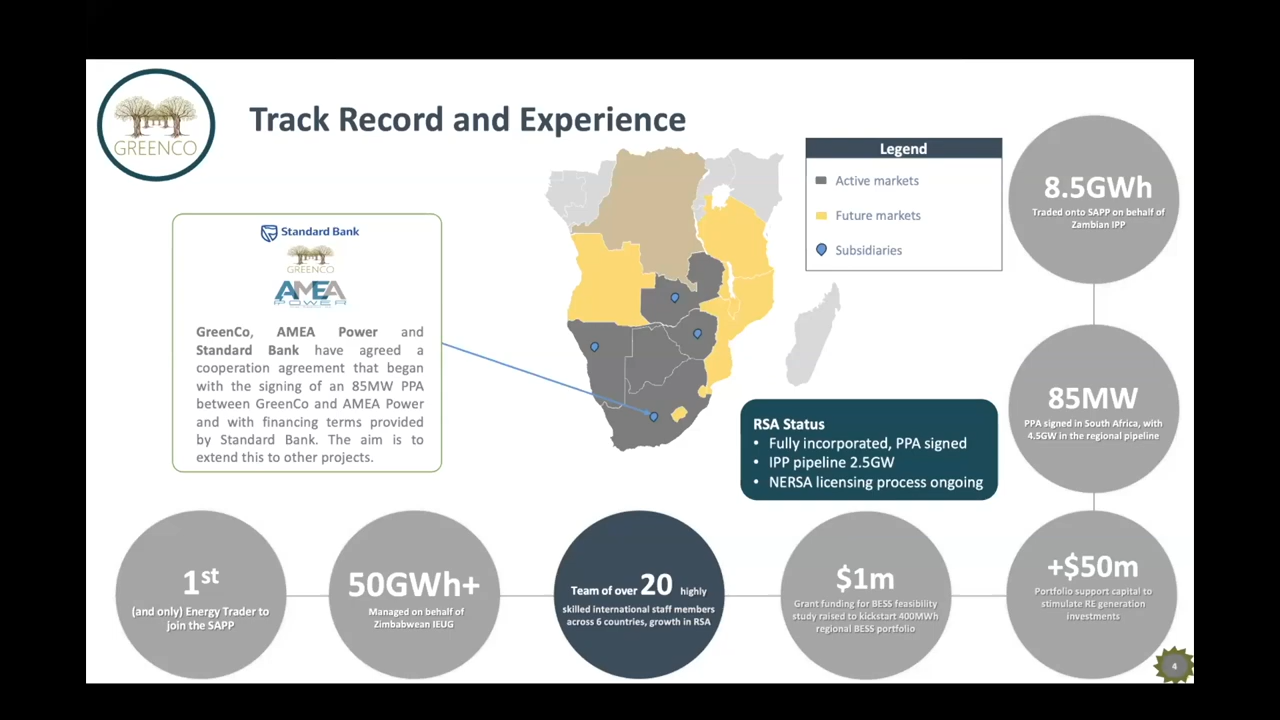 GREENCO
Track Record and Experience
Standard Bank
GREENCO
AMEA
POWER
GreenCo, AMEA Power and
Standard Bank have agreed a
cooperation agreement that began
with the signing of an 85MW PPA
between GreenCo and AMEA Power
and with financing terms provided
by Standard Bank. The aim is to
extend this to other projects.
Legend
Active markets
Future markets
Subsidiaries
8.5GWh
Traded onto SAPP on behalf of
Zambian IPP
85MW
PPA signed in South Africa, with
4.5GW in the regional pipeline
RSA Status
• Fully incorporated, PPA signed
• IPP pipeline 2.5GW
• NERSA licensing process ongoing
1st
(and only) Energy Trader to
join the SAPP
50GWh+
Managed on behalf of
Zimbabwean IEUG
Team of over 20 highly
skilled international staff members
across 6 countries, growth in RSA
$1m
Grant funding for BESS feasibility
study raised to kickstart 400MWh
regional BESS portfolio
+$50m
Portfolio support capital to
stimulate RE generation
investments
4